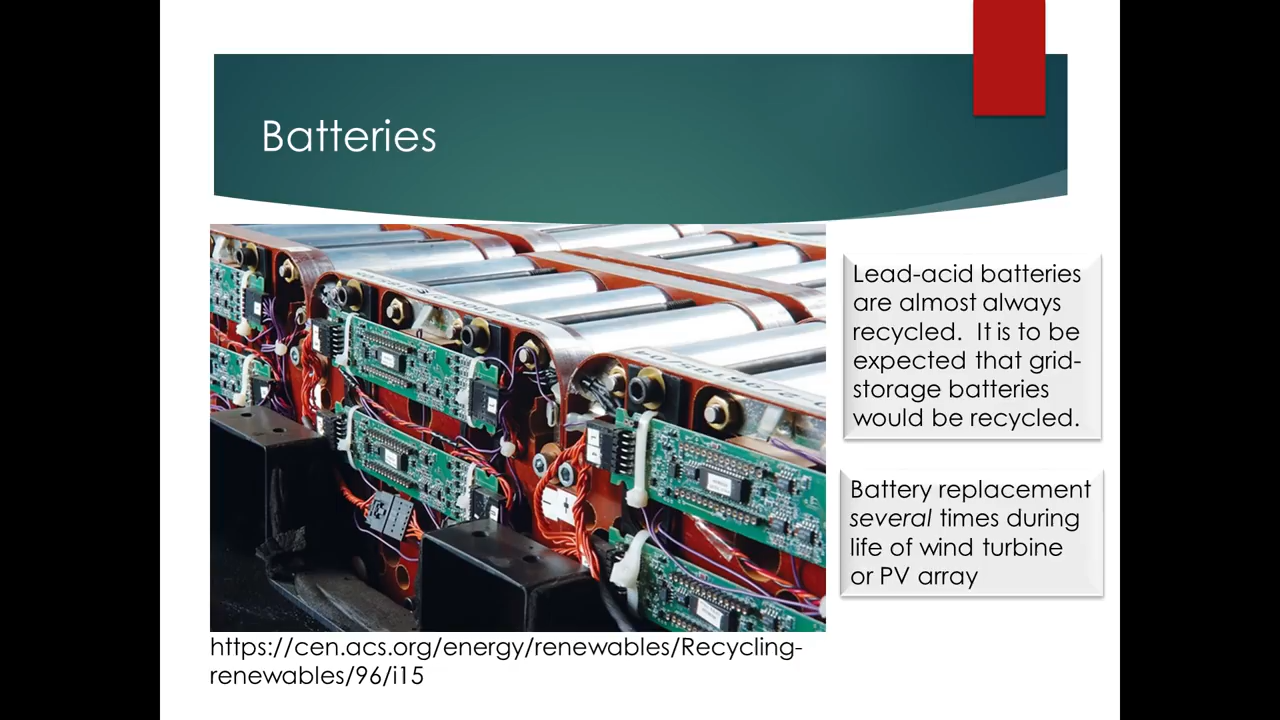 Batteries
Lead-acid batteries
are almost always
recycled.  It is to be
expected that grid-
storage batteries
would be recycled.
Battery replacement
several times during
life of wind turbine
or PV array
https://cen.acs.org/energy/renewables/Recycling-
renewables/96/i15